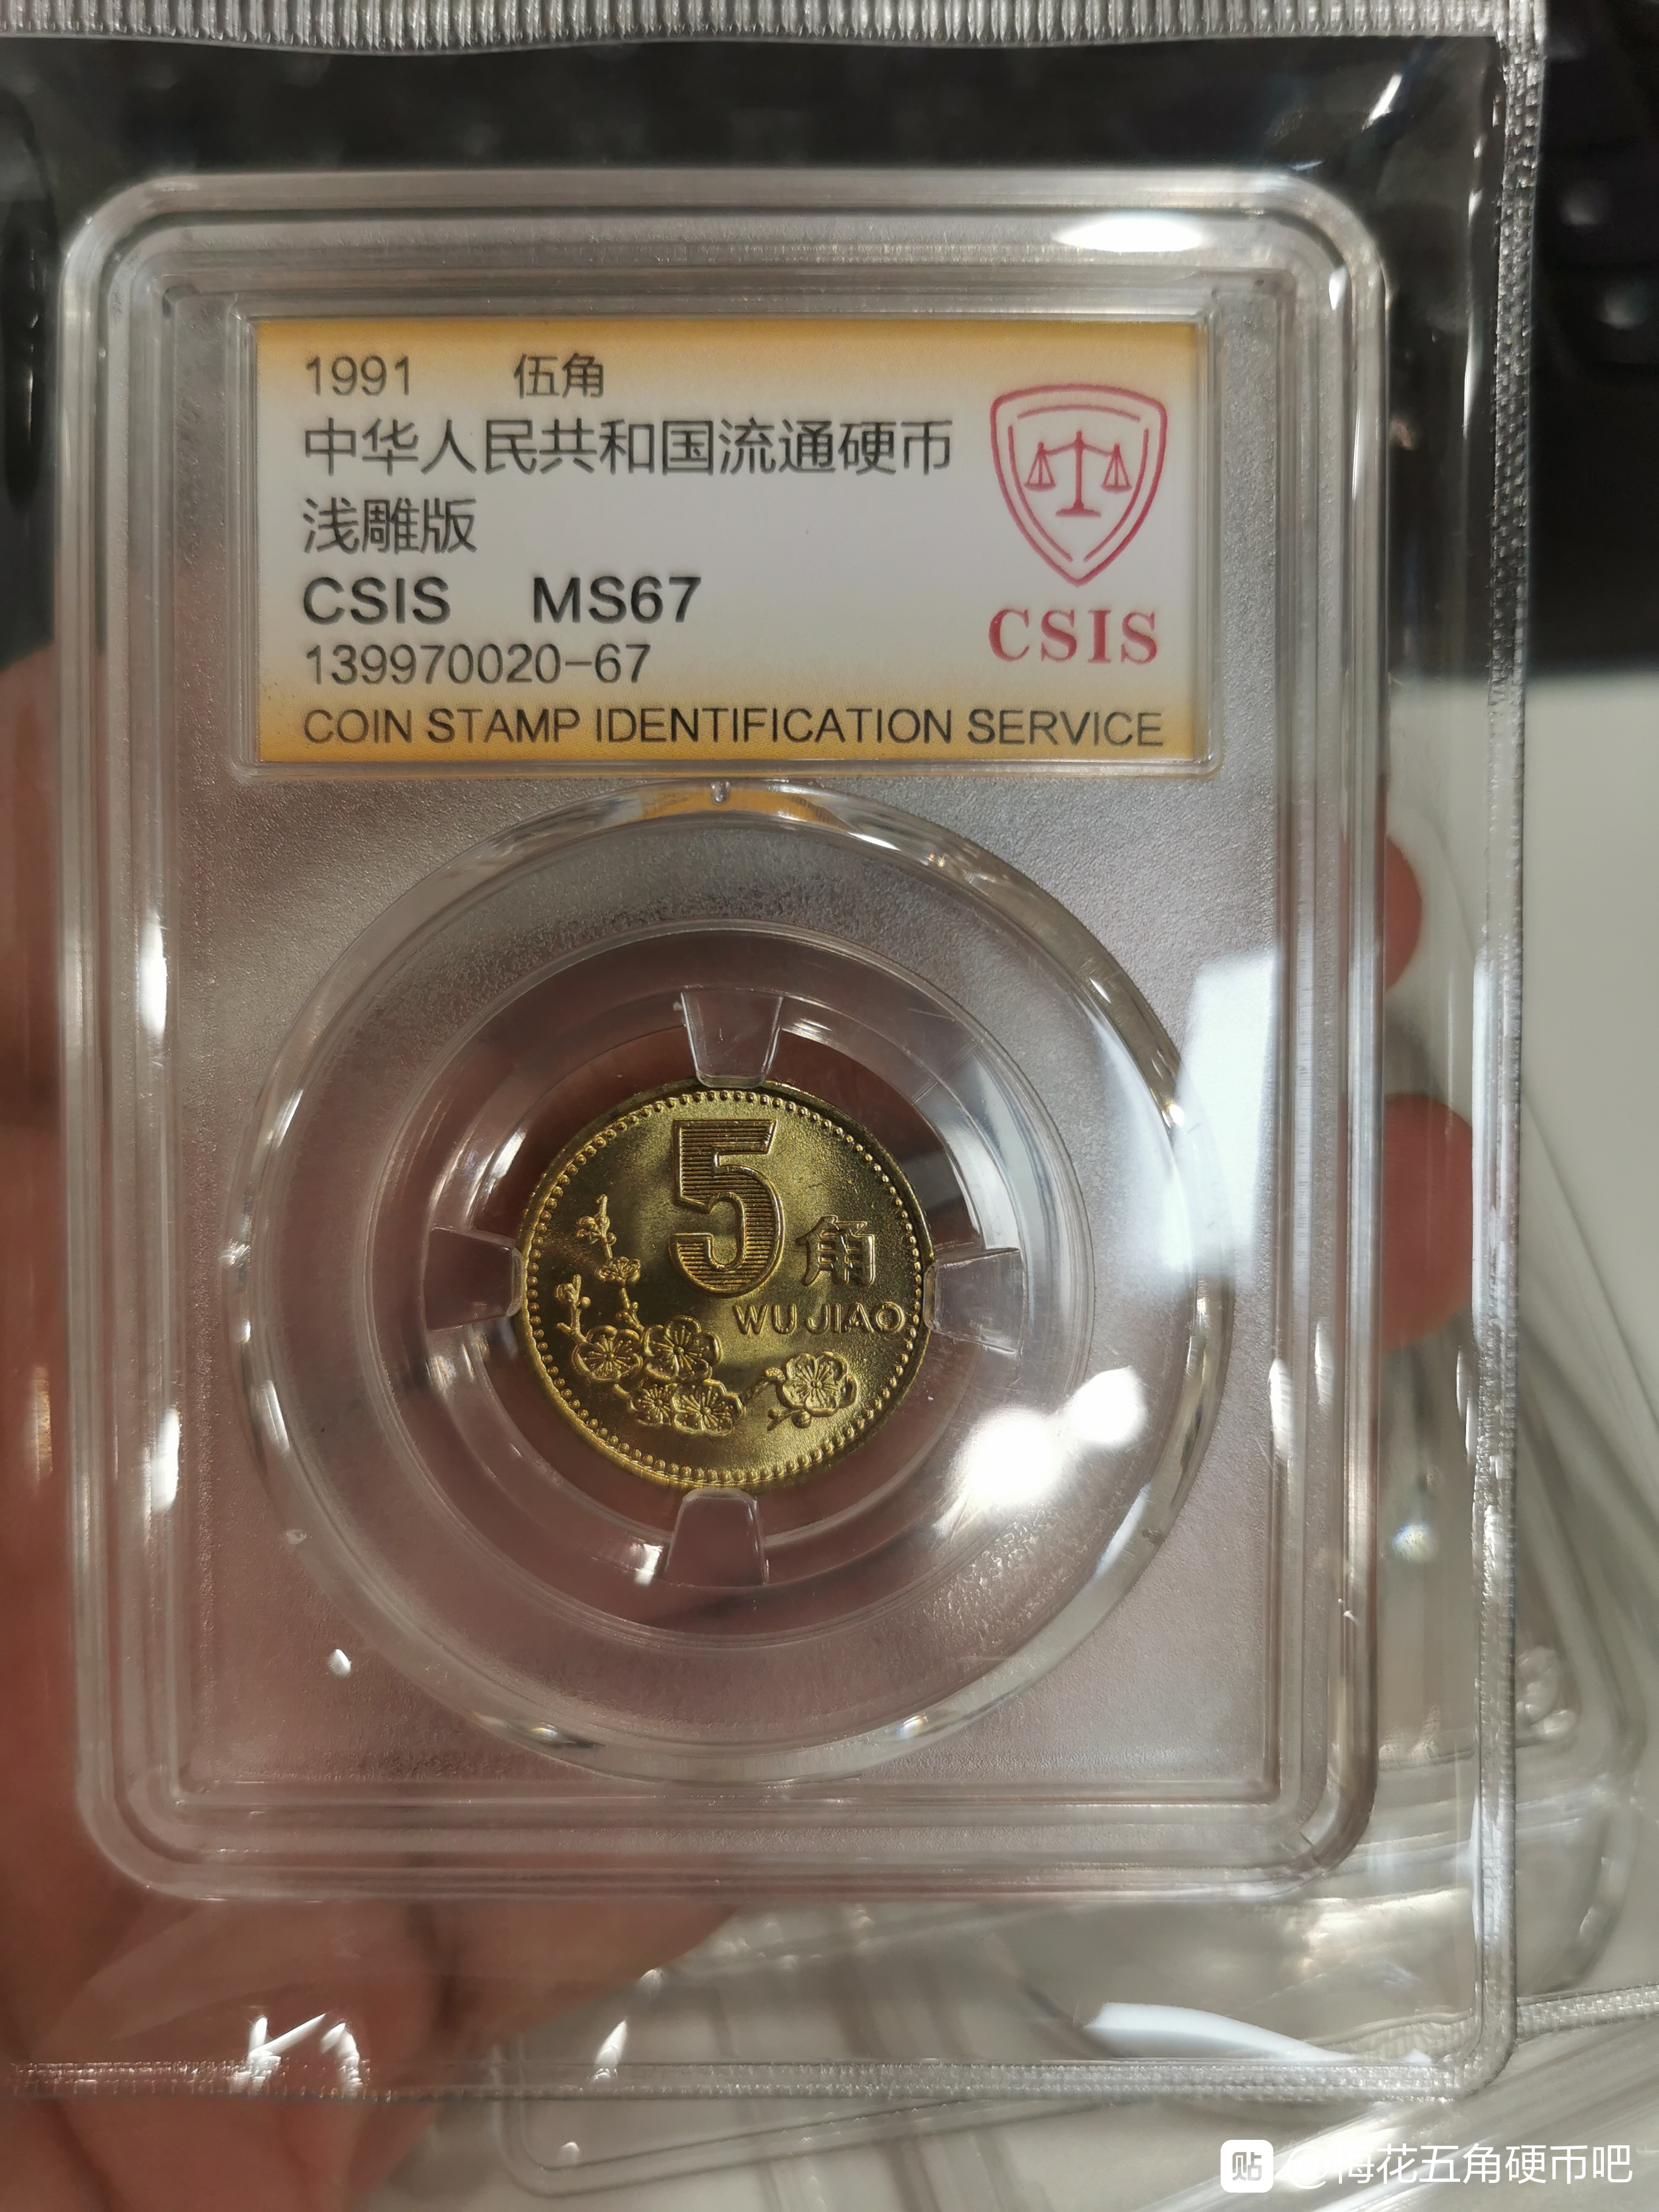 1991 伍角
中华人民共和国流通硬币
浅雕版
CSIS MS67
139970020-67
COIN STAMP IDENTIFICATION SERVICE
CSIS
5角
WU JIAO
贴 @梅花五角硬币吧